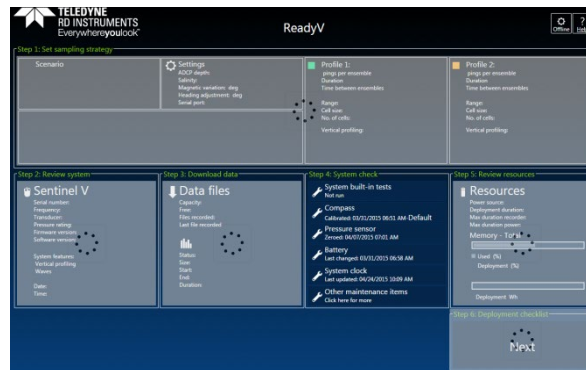 TELEDYNE
RD INSTRUMENTS
Everywhereyoulook
ReadyV
Offline
Help
Step 1: Set sampling strategy
Scenario
Settings
ADCP depth:
Salinity:
Magnetic variation: deg
Heading adjustment: deg
Serial port:
Profile 1:
pings per ensemble
Duration
Time between ensembles
Range:
Cell size:
No. of cells:
Vertical profiling:
Profile 2:
pings per ensemble
Duration
Time between ensembles
Range:
Cell size:
No. of cells:
Vertical profiling:
Step 2: Review system
Sentinel V
Serial number:
Frequency:
Transducer:
Pressure rating:
Firmware version:
Software version:
System features:
Vertical profiling
Waves
Date:
Time:
Step 3: Download data
Data files
Capacity:
Free:
Files recorded:
Last file recorded
Status:
Size:
Start:
End:
Duration:
Step 4: System check
System built-in tests
Not run
Compass
Calibrated: 03/31/2015 06:51 AM-Default
Pressure sensor
Zeroed: 04/07/2015 07:01 AM
Battery
Last changed: 03/31/2015 06:58 AM
System clock
Last updated: 04/24/2015 10:09 AM
Other maintenance items
Click here for more
Step 5: Review resources
Resources
Power source:
Deployment duration:
Max duration recorder:
Max duration power:
Memory - Total
Used (%)
Deployment (%)
Deployment Wh
Step 6: Deployment checklist
Next